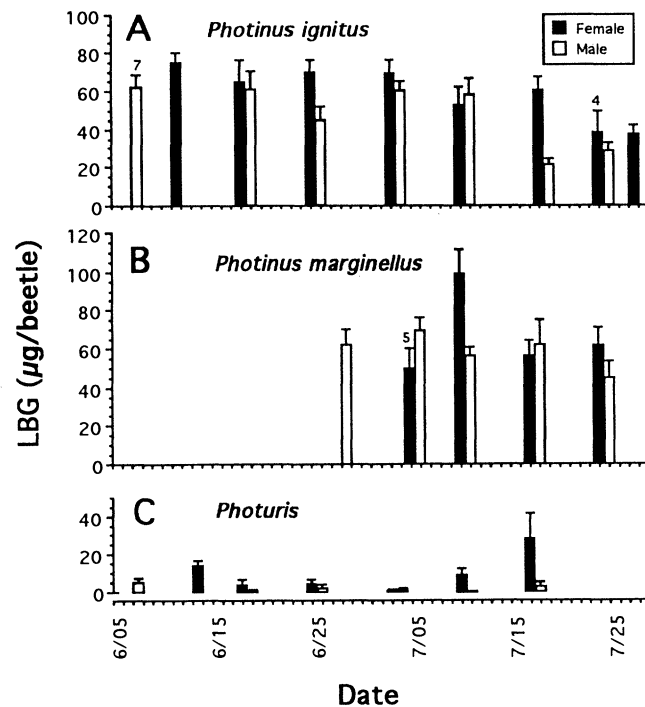 A
Photinus ignitus
Female
Male
100
80
60
40
20
0
7
4
B
Photinus marginellus
120
100
80
60
40
20
0
5
LBG (µg/beetle)
C
Photuris
40
20
0
6/05
6/15
6/25
7/05
7/15
7/25
Date